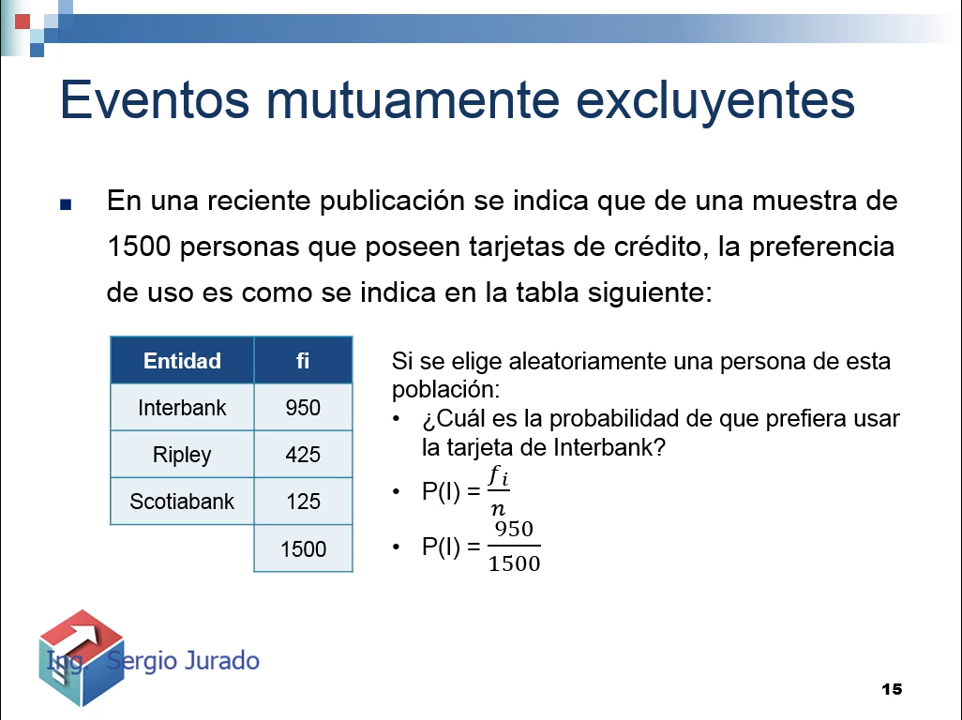 Eventos mutuamente excluyentes
■ En una reciente publicación se indica que de una muestra de
1500 personas que poseen tarjetas de crédito, la preferencia
de uso es como se indica en la tabla siguiente:
Entidad fi
Interbank 950
Ripley 425
Scotiabank 125
1500
Si se elige aleatoriamente una persona de esta
población:
• ¿Cuál es la probabilidad de que prefiera usar
la tarjeta de Interbank?
• P(I) = fᵢ/n
• P(I) = 950/1500
Ing. Sergio Jurado
15